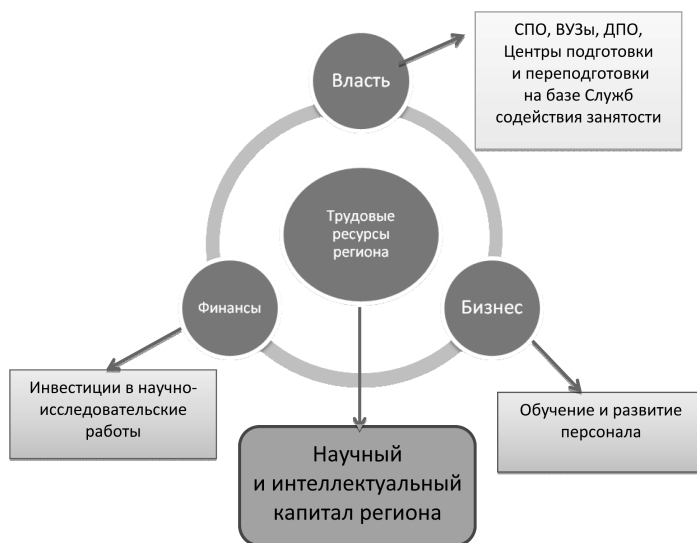 СПО, ВУЗы, ДПО,
Центры подготовки
и переподготовки
на базе Служб
содействия занятости
Власть
Трудовые
ресурсы
региона
Финансы
Бизнес
Инвестиции в научно-
исследовательские
работы
Обучение и развитие
персонала
Научный
и интеллектуальный
капитал региона